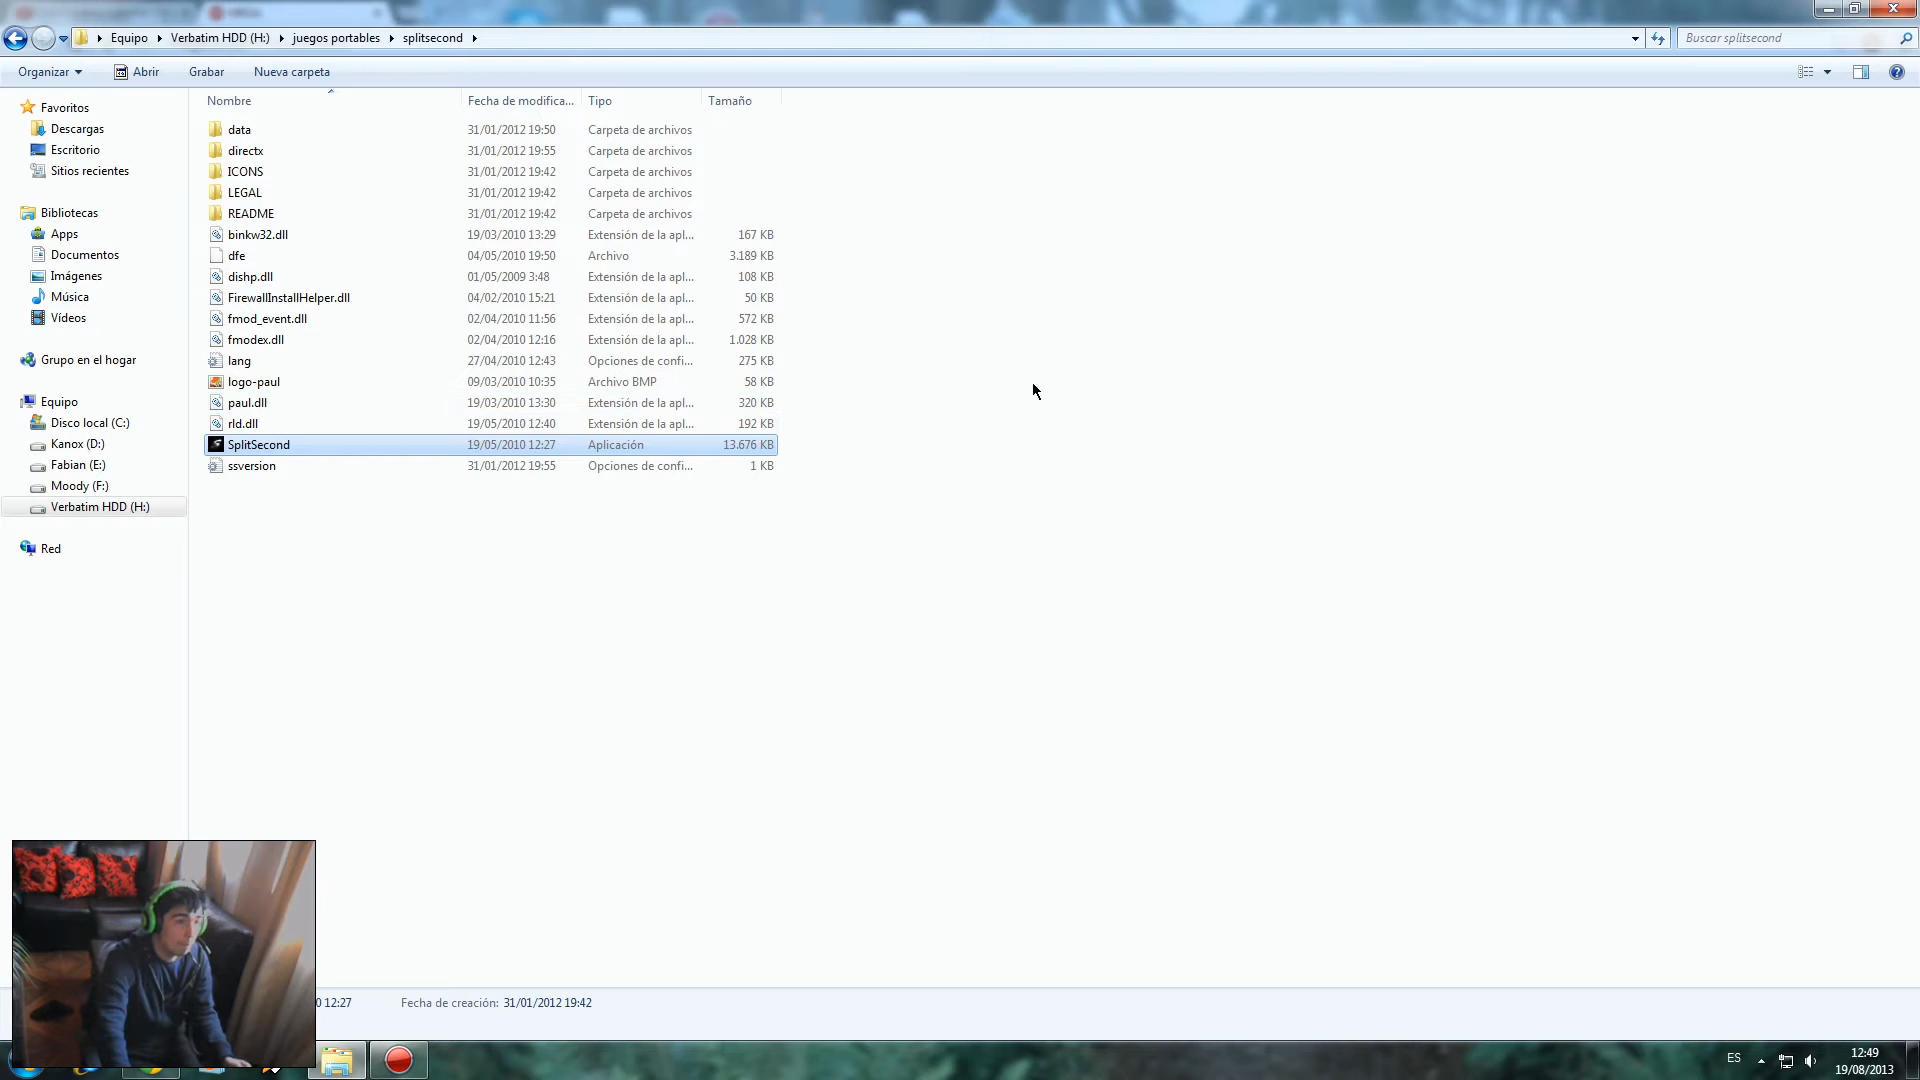 Equipo Verbatim HDD (H:) juegos portables splitsecond
Buscar splitsecond
Organizar Abrir Grabar Nueva carpeta
Nombre Fecha de modifica... Tipo Tamaño
Favoritos
Descargas
Escritorio
Sitios recientes
Bibliotecas
Apps
Documentos
Imágenes
Música
Vídeos
Grupo en el hogar
Equipo
Disco local (C:)
Kanox (D:)
Fabian (E:)
Moody (F:)
Verbatim HDD (H:)
Red
data 31/01/2012 19:50 Carpeta de archivos
directx 31/01/2012 19:55 Carpeta de archivos
ICONS 31/01/2012 19:42 Carpeta de archivos
LEGAL 31/01/2012 19:42 Carpeta de archivos
README 31/01/2012 19:42 Carpeta de archivos
binkw32.dll 19/03/2010 13:29 Extensión de la apl... 167 KB
dfe 04/05/2010 19:50 Archivo 3.189 KB
dishp.dll 01/05/2009 3:48 Extensión de la apl... 108 KB
FirewallInstallHelper.dll 04/02/2010 15:21 Extensión de la apl... 50 KB
fmod_event.dll 02/04/2010 11:56 Extensión de la apl... 572 KB
fmodex.dll 02/04/2010 12:16 Extensión de la apl... 1.028 KB
lang 27/04/2010 12:43 Opciones de confi... 275 KB
logo-paul 09/03/2010 10:35 Archivo BMP 58 KB
paul.dll 19/03/2010 13:30 Extensión de la apl... 320 KB
rld.dll 19/05/2010 12:40 Extensión de la apl... 192 KB
SplitSecond 19/05/2010 12:27 Aplicación 13.676 KB
ssversion 31/01/2012 19:55 Opciones de confi... 1 KB
0 12:27 Fecha de creación: 31/01/2012 19:42
ES
12:49
19/08/2013